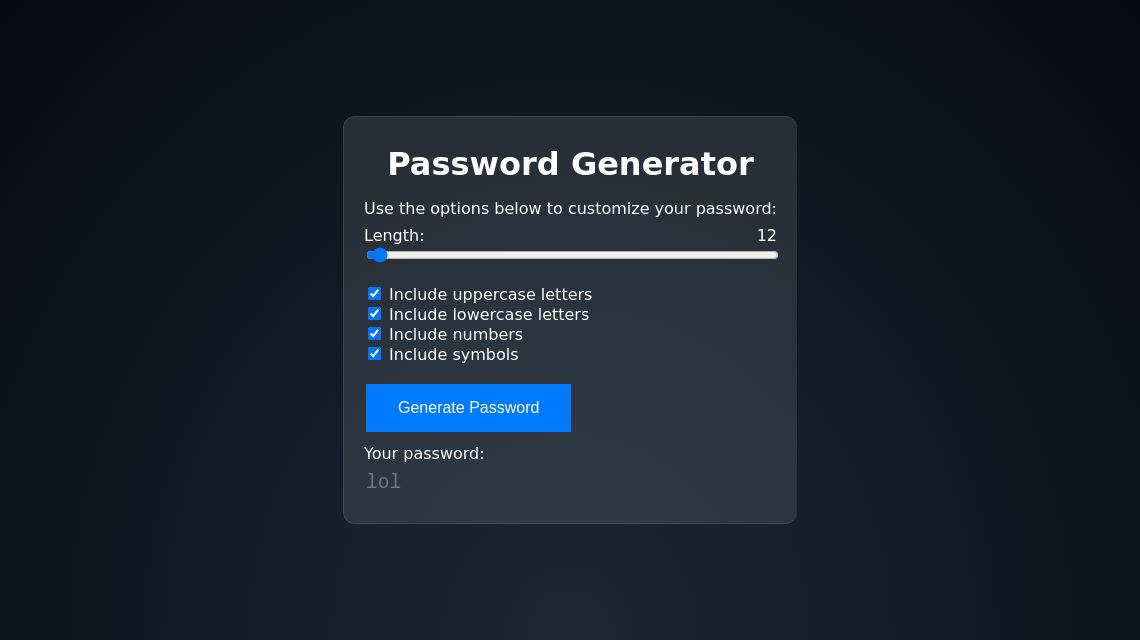 Password Generator
Use the options below to customize your password:
Length: 12
Include uppercase letters
Include lowercase letters
Include numbers
Include symbols
Generate Password
Your password:
lol